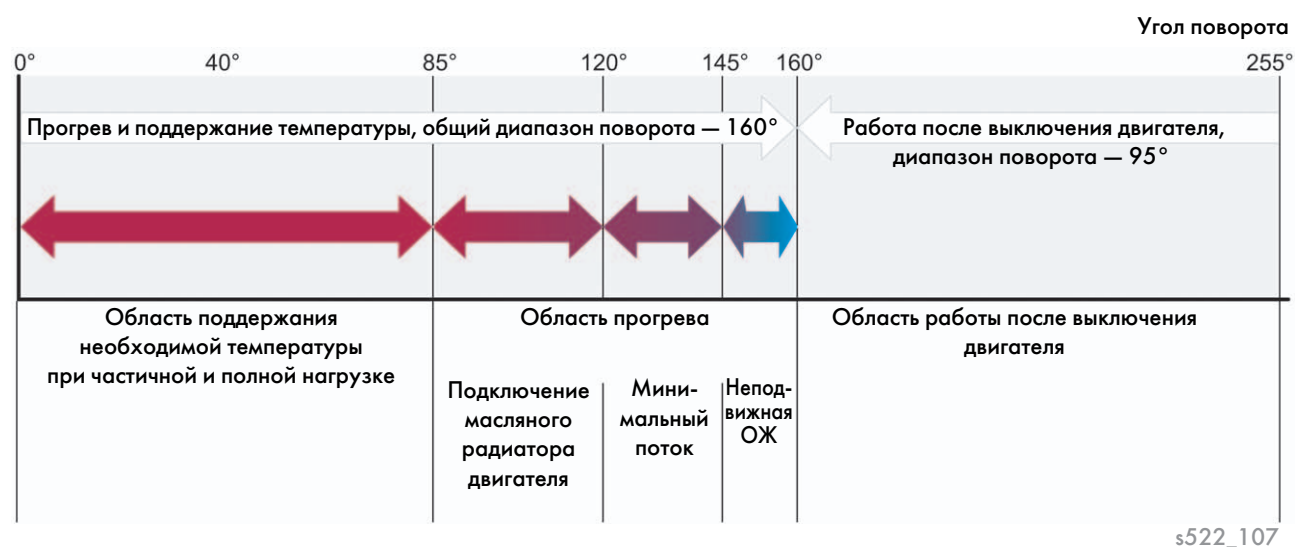 Угол поворота
0° 40° 85° 120° 145° 160° 255°
Прогрев и поддержание температуры, общий диапазон поворота — 160°
Работа после выключения двигателя,
диапазон поворота — 95°
Область поддержания
необходимой температуры
при частичной и полной нагрузке
Область прогрева
Подключение
масляного
радиатора
двигателя
Мини-
мальный
поток
Непод-
вижная
ОЖ
Область работы после выключения
двигателя
s522_107